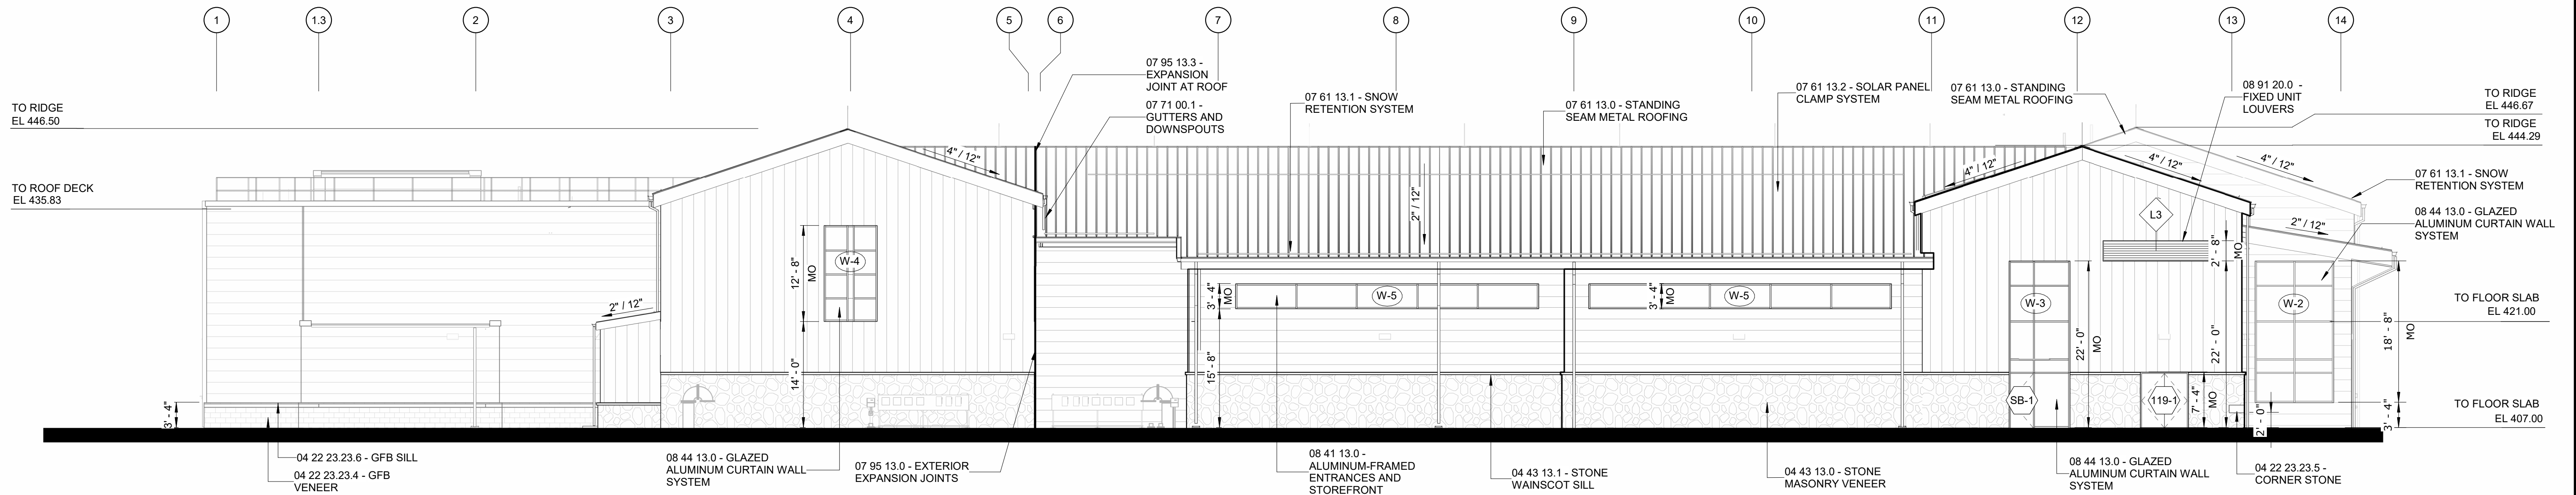 1
1.3
2
3
4
5
6
7
8
9
10
11
12
13
14
TO RIDGE
EL 446.50
TO ROOF DECK
EL 435.83
07 95 13.3 -
EXPANSION
JOINT AT ROOF
07 71 00.1 -
GUTTERS AND
DOWNSPOUTS
07 61 13.1 - SNOW
RETENTION SYSTEM
07 61 13.0 - STANDING
SEAM METAL ROOFING
07 61 13.2 - SOLAR PANEL
CLAMP SYSTEM
07 61 13.0 - STANDING
SEAM METAL ROOFING
08 91 20.0 -
FIXED UNIT
LOUVERS
TO RIDGE
EL 446.67
TO RIDGE
EL 444.29
07 61 13.1 - SNOW
RETENTION SYSTEM
08 44 13.0 - GLAZED
ALUMINUM CURTAIN WALL
SYSTEM
TO FLOOR SLAB
EL 421.00
TO FLOOR SLAB
EL 407.00
4" / 12"
2" / 12"
4" / 12"
4" / 12"
4" / 12"
2" / 12"
2" / 12"
L3
W-4
W-5
W-5
W-3
W-2
SB-1
119-1
3' - 4"
12' - 8"
MO
14' - 0"
3' - 4"
MO
15' - 8"
3' - 4"
MO
22' - 0"
MO
2' - 8"
MO
22' - 0"
7' - 4"
MO
2' - 0"
18' - 8"
MO
3' - 4"
04 22 23.23.6 - GFB SILL
04 22 23.23.4 - GFB
VENEER
08 44 13.0 - GLAZED
ALUMINUM CURTAIN WALL
SYSTEM
07 95 13.0 - EXTERIOR
EXPANSION JOINTS
08 41 13.0 -
ALUMINUM-FRAMED
ENTRANCES AND
STOREFRONT
04 43 13.1 - STONE
WAINSCOT SILL
04 43 13.0 - STONE
MASONRY VENEER
08 44 13.0 - GLAZED
ALUMINUM CURTAIN WALL
SYSTEM
04 22 23.23.5 -
CORNER STONE